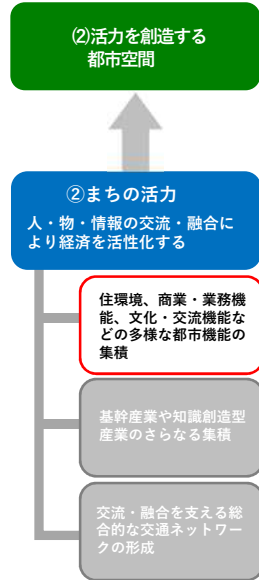 ⑵活力を創造する
都市空間
②まちの活力
人・物・情報の交流・融合に
より経済を活性化する
住環境、商業・業務機
能、文化・交流機能な
どの多様な都市機能の
集積
基幹産業や知識創造型
産業のさらなる集積
交流・融合を支える総
合的な交通ネットワー
クの形成